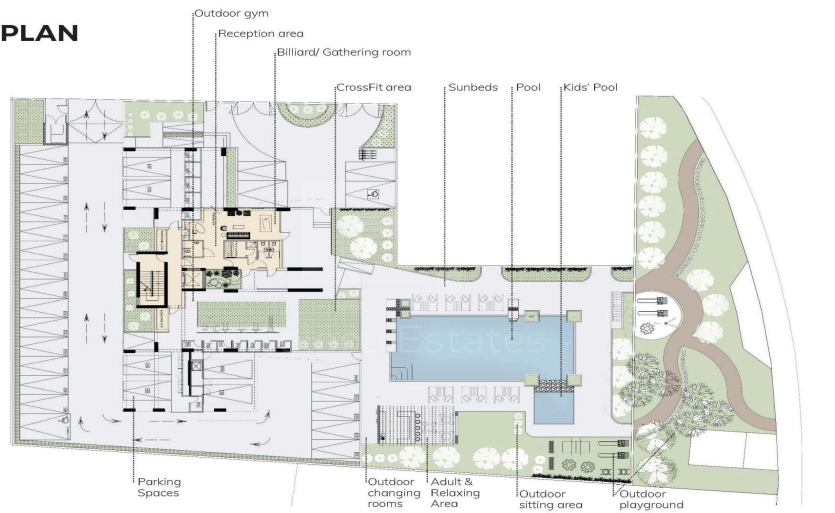 PLAN
Outdoor gym
Reception area
Billiard/ Gathering room
CrossFit area
Sunbeds
Pool
Kids' Pool
Estates
Parking
Spaces
Outdoor
changing
rooms
Adult &
Relaxing
Area
Outdoor
sitting area
Outdoor
playground